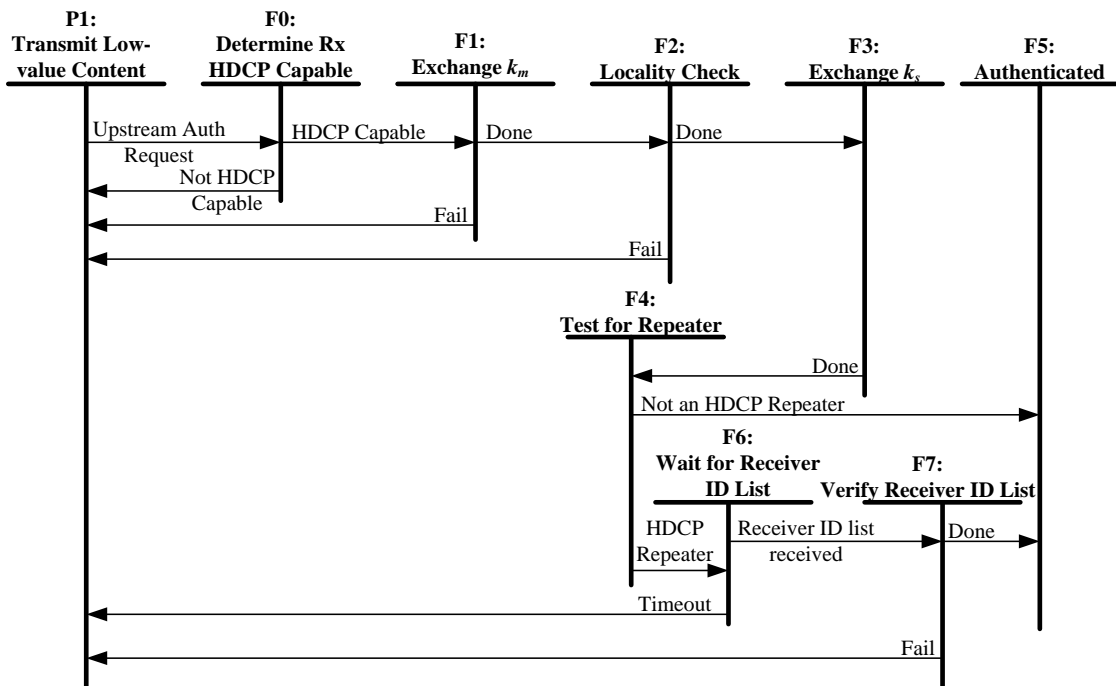 P1:
Transmit Low-
value Content
F0:
Determine Rx
HDCP Capable
F1:
Exchange km
F2:
Locality Check
F3:
Exchange ks
F5:
Authenticated
Upstream Auth
Request
HDCP Capable
Done
Done
Not HDCP
Capable
Fail
Fail
F4:
Test for Repeater
Done
Not an HDCP Repeater
F6:
Wait for Receiver
ID List
F7:
Verify Receiver ID List
HDCP
Repeater
Receiver ID list
received
Done
Timeout
Fail